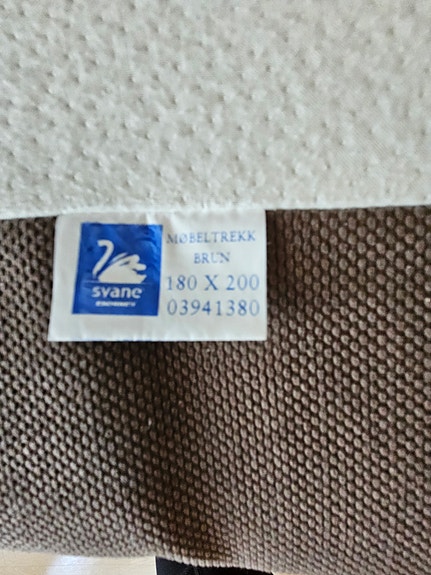 MØBELTREKK
BRUN
180 X 200
03941380
svane